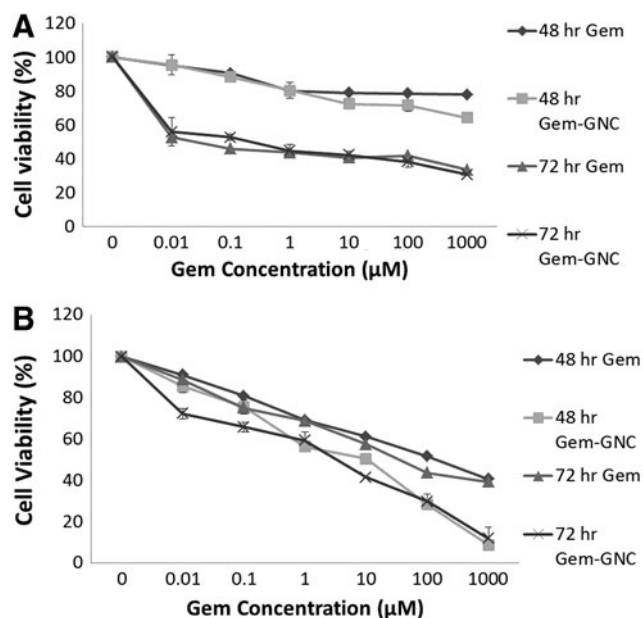 A
Cell viability (%)
120
100
80
60
40
20
0
0 0.01 0.1 1 10 100 1000
Gem Concentration (µM)
48 hr Gem
48 hr
Gem-GNC
72 hr Gem
72 hr
Gem-GNC
B
Cell Viability (%)
120
100
80
60
40
20
0
0 0.01 0.1 1 10 100 1000
Gem Concentration (µM)
48 hr Gem
48 hr
Gem-GNC
72 hr Gem
72 hr
Gem-GNC